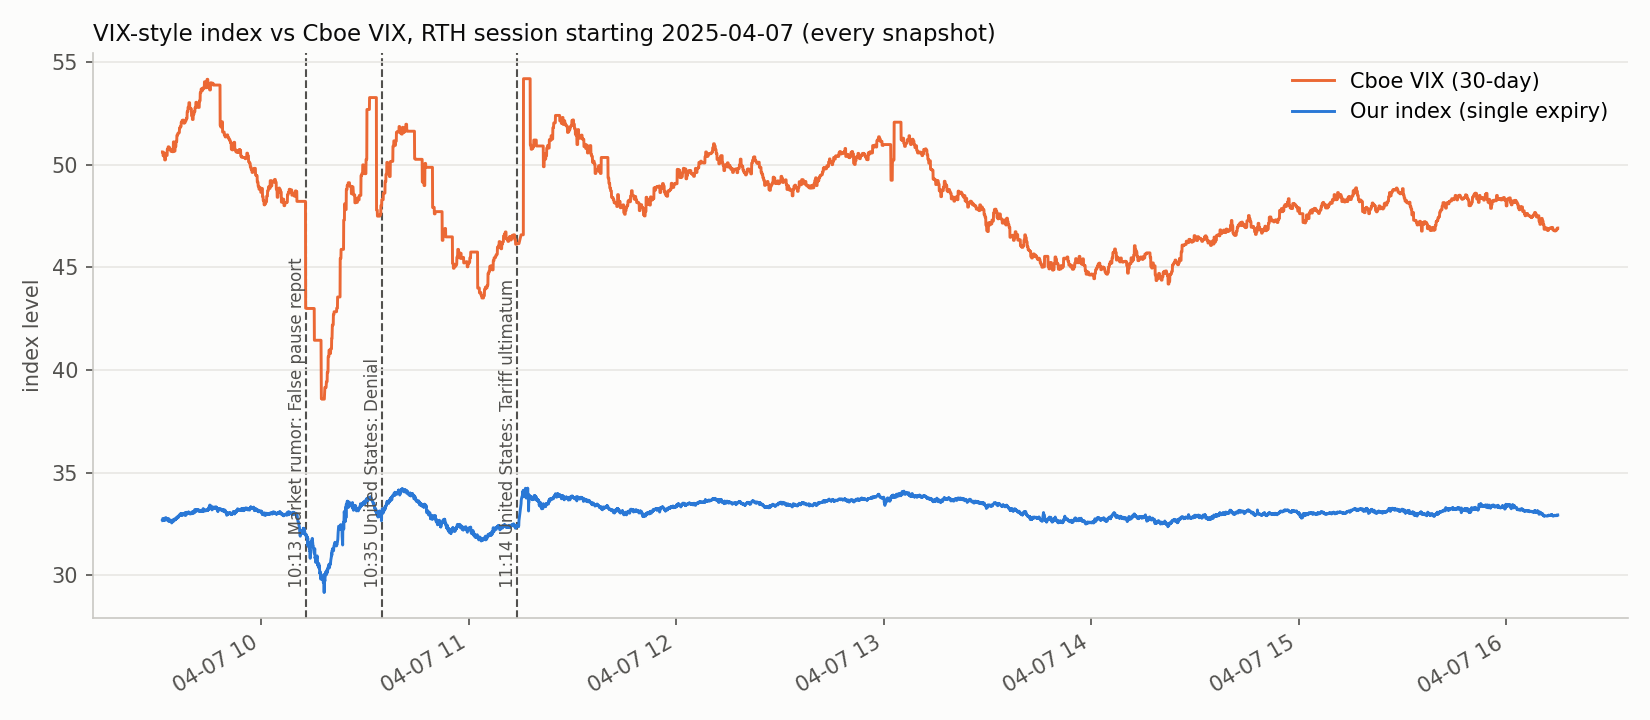 VIX-style index vs Cboe VIX, RTH session starting 2025-04-07 (every snapshot)
Cboe VIX (30-day)
Our index (single expiry)
index level
55
50
45
40
35
30
10:13 Market rumor: False pause report
10:35 United States: Denial
11:14 United States: Tariff ultimatum
04-07 10
04-07 11
04-07 12
04-07 13
04-07 14
04-07 15
04-07 16